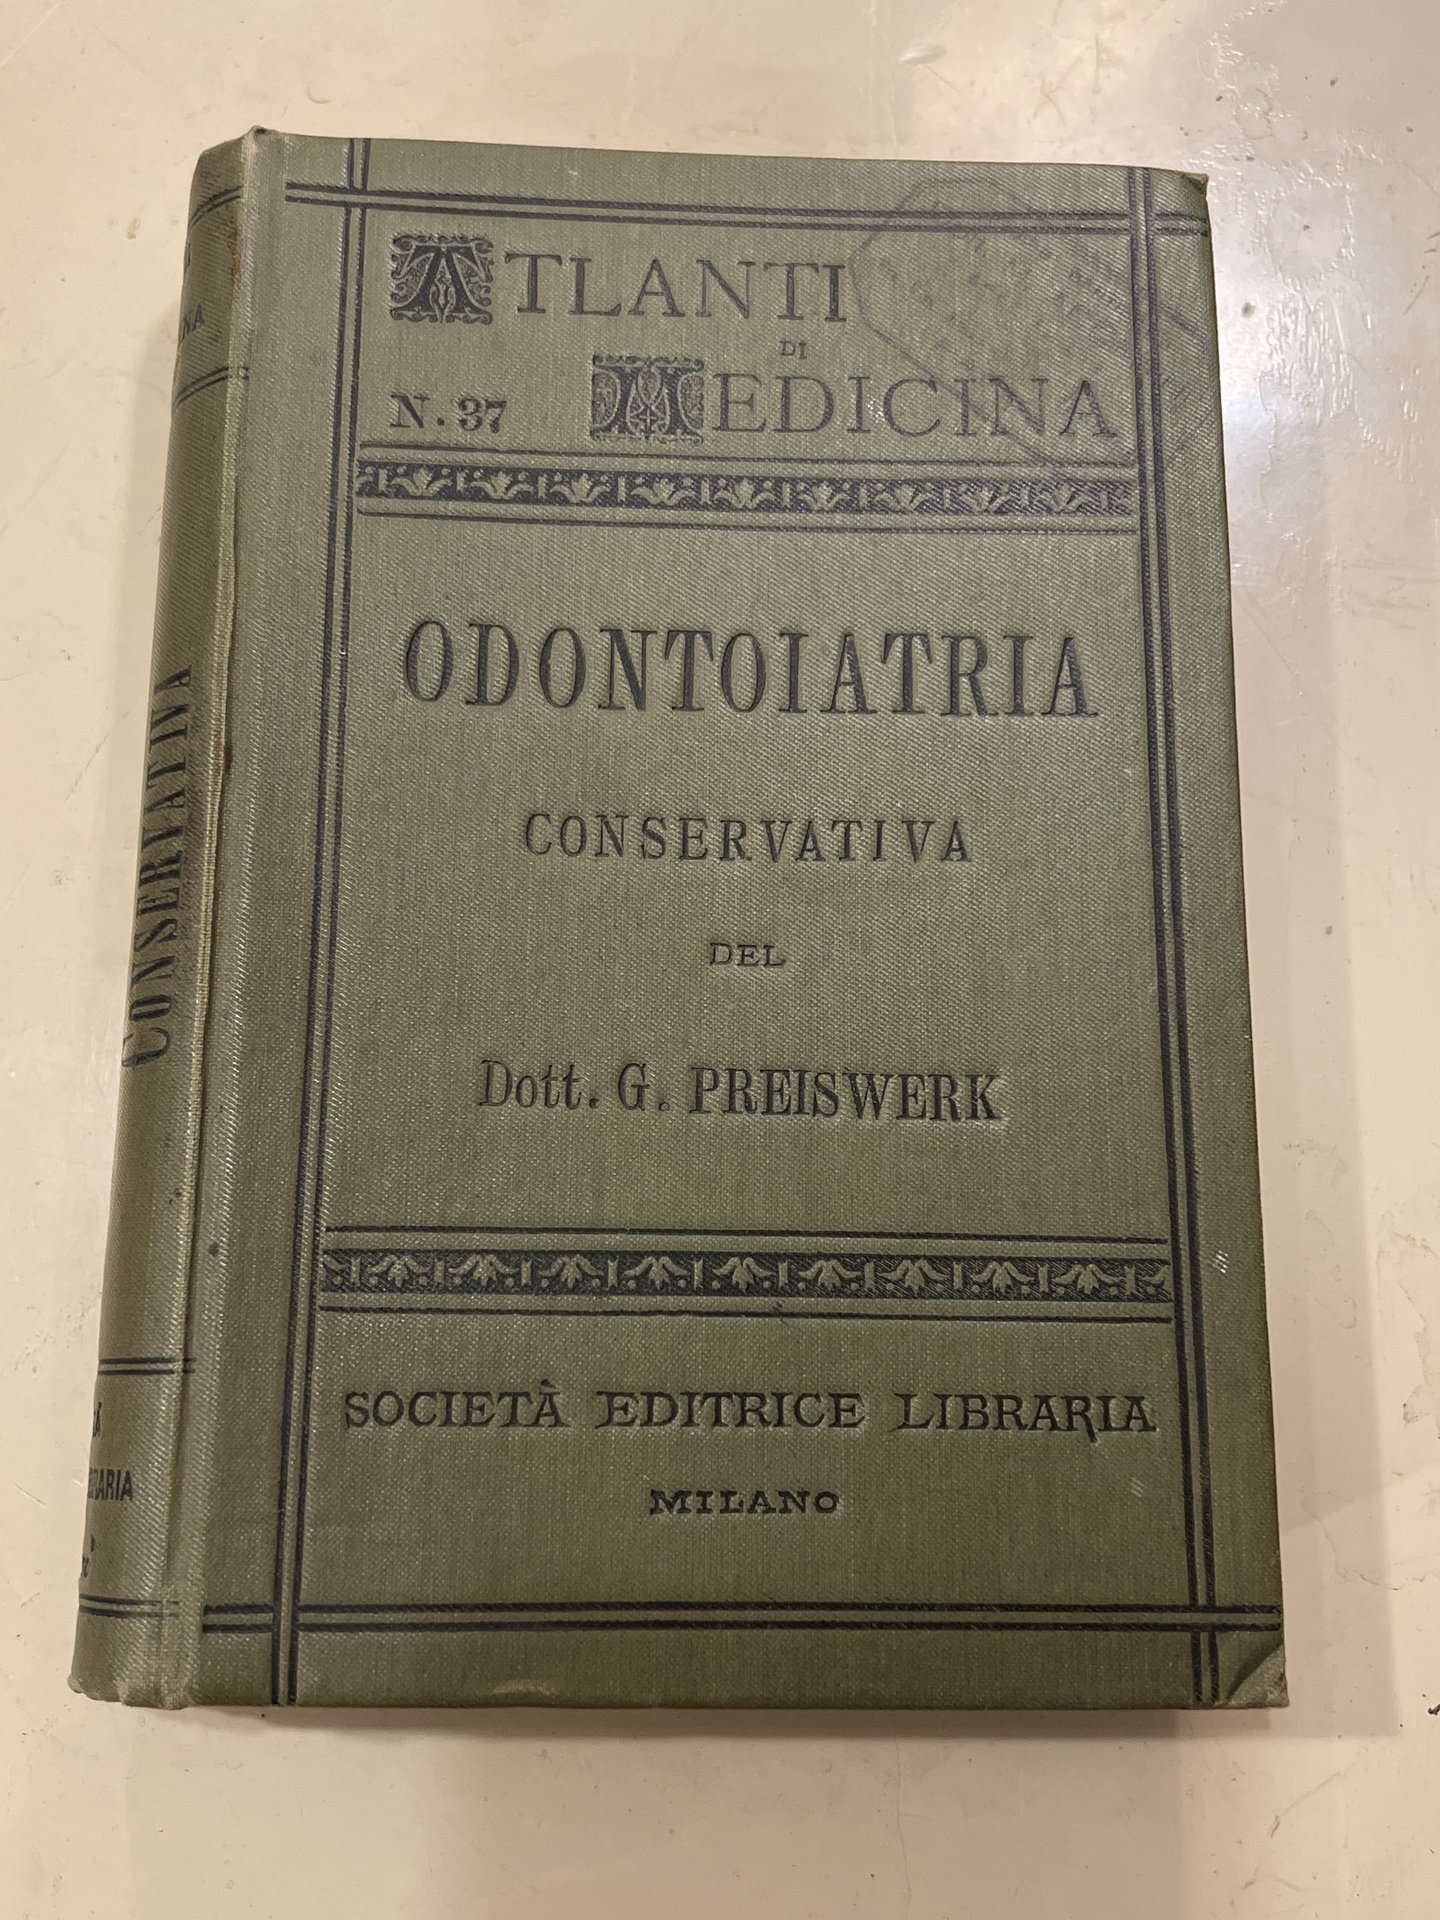 ATLANTI
DI
N. 37 MEDICINA
ODONTOIATRIA
CONSERVATIVA
DEL
Dott. G. PREISWERK
SOCIETÀ EDITRICE LIBRARIA
MILANO
CONSERVATIVA